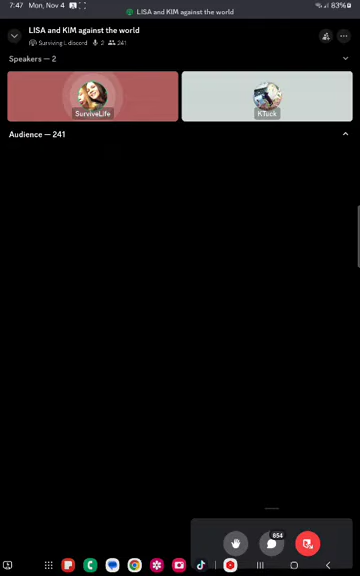 7:47 Mon, Nov 4
LISA and KIM against the world
83%
LISA and KIM against the world
2 241
Speakers — 2
SurviveLife
KTuck
Audience — 241
854